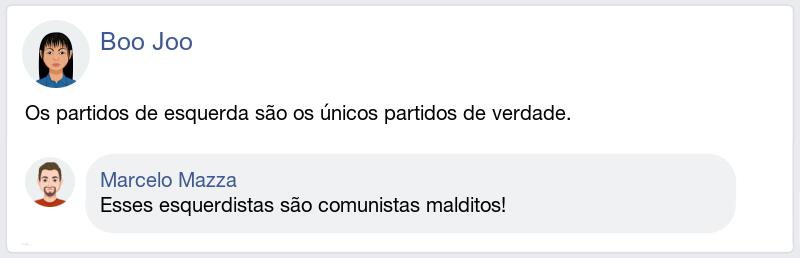 Boo Joo
Os partidos de esquerda são os únicos partidos de verdade.
Marcelo Mazza
Esses esquerdistas são comunistas malditos!